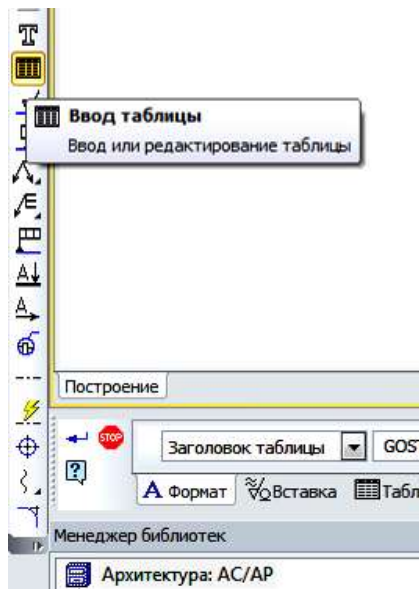 T
Ввод таблицы
Ввод или редактирование таблицы
Построение
STOP
Заголовок таблицы
GOST
A Формат
Вставка
Табл
Менеджер библиотек
Архитектура: АС/АР